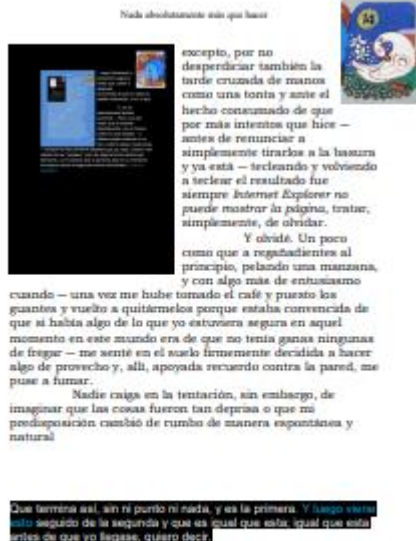 Nada absolutamente más que hacer
excepto, por no
desperdiciar también la
tarde cruzada de manos
como una tonta y ante el
hecho consumado de que
por más intentos que hice —
antes de renunciar a
simplemente tirarlos a la basura
y ya está — tecleando y volviendo
a teclear el resultado fue
siempre Internet Explorer no
puede mostrar la página, tratar,
simplemente, de olvidar.
Y olvidé. Un poco
como que a regañadientes al
principio, pelando una manzana,
y con algo más de entusiasmo
cuando — una vez me hube tomado el café y puesto los
guantes y vuelto a quitármelos porque estaba convencida de
que si había algo de lo que yo estuviera segura en aquel
momento en este mundo era de que no tenía ganas ningunas
de fregar — me senté en el suelo firmemente decidida a hacer
algo de provecho y, allí, apoyada recuerdo contra la pared, me
puse a fumar.
Nadie caiga en la tentación, sin embargo, de
imaginar que las cosas fueron tan deprisa o que mi
predisposición cambió de rumbo de manera espontánea y
natural
Que termina así, sin ni punto ni nada, y es la primera. Y luego viene
esto seguido de la segunda y que es igual que esta; igual que esta
antes de que yo llegase, quiero decir.